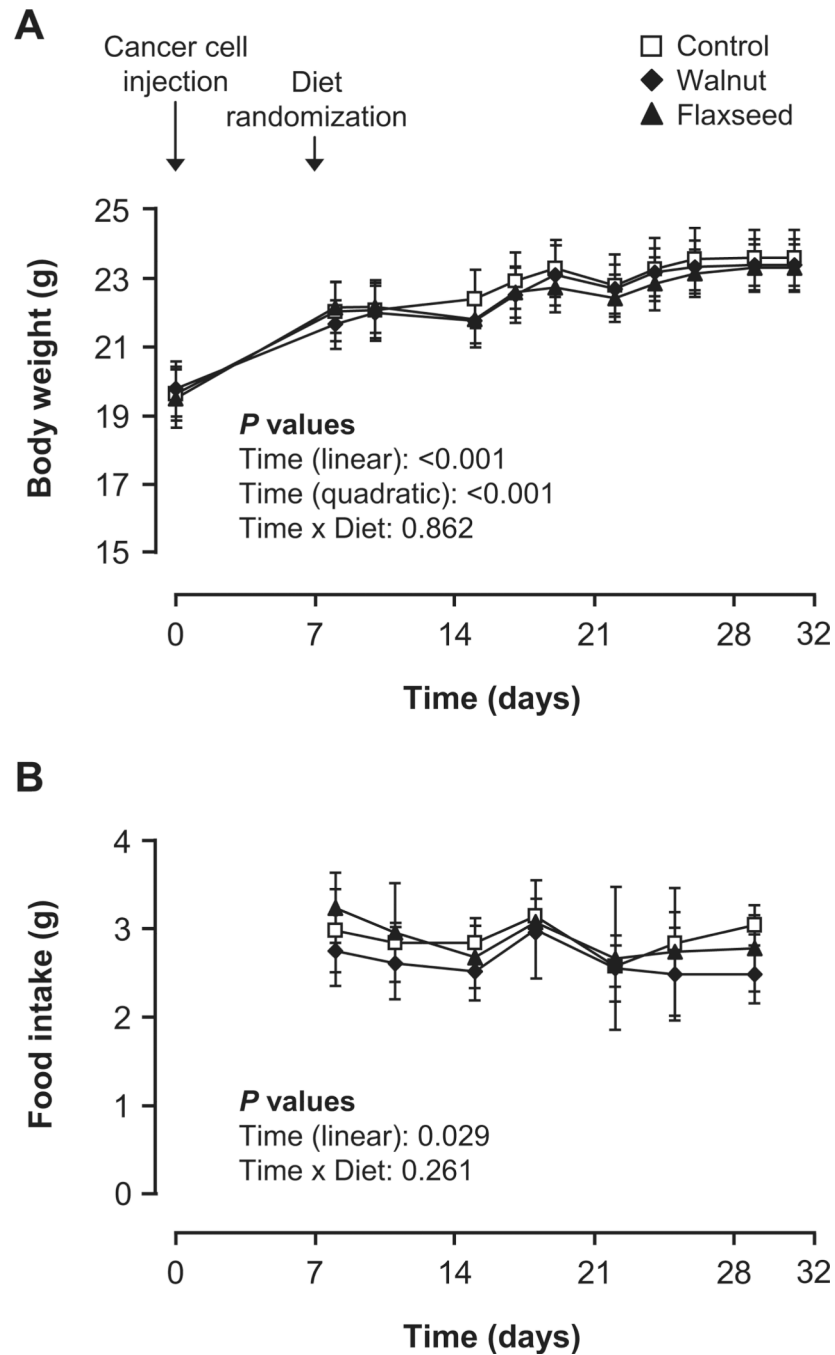 A
Cancer cell
injection
Diet
randomization
Control
Walnut
Flaxseed
25
23
21
19
17
15
Body weight (g)
P values
Time (linear): <0.001
Time (quadratic): <0.001
Time x Diet: 0.862
0 7 14 21 28 32
Time (days)
B
4
3
2
1
0
Food intake (g)
P values
Time (linear): 0.029
Time x Diet: 0.261
0 7 14 21 28 32
Time (days)